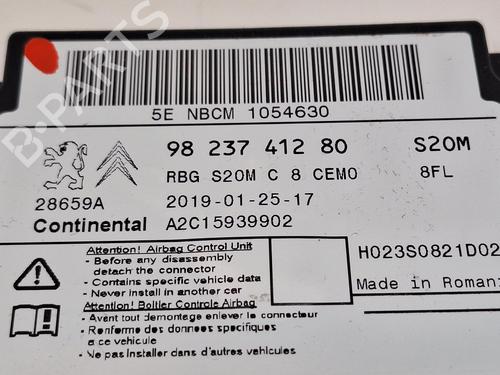 5E NBCM 1054630
98 237 412 80 S2OM
RBG S2OM C 8 CEM0 8FL
28659A 2019-01-25-17
Continental A2C15939902
Attention! Airbag Control Unit
- Before any disassembly
detach the connector
- Contains specific vehicle data
- Never install in another car
Attention! Boîtier Controle Airbag
- Avant tout demontage enlever le connecteur
- Renferme des donnees specifiques
a ce vehicule
- Ne pas installer dans d'autres vehicules
H023S0821D02
Made in Romani
B-PARTS